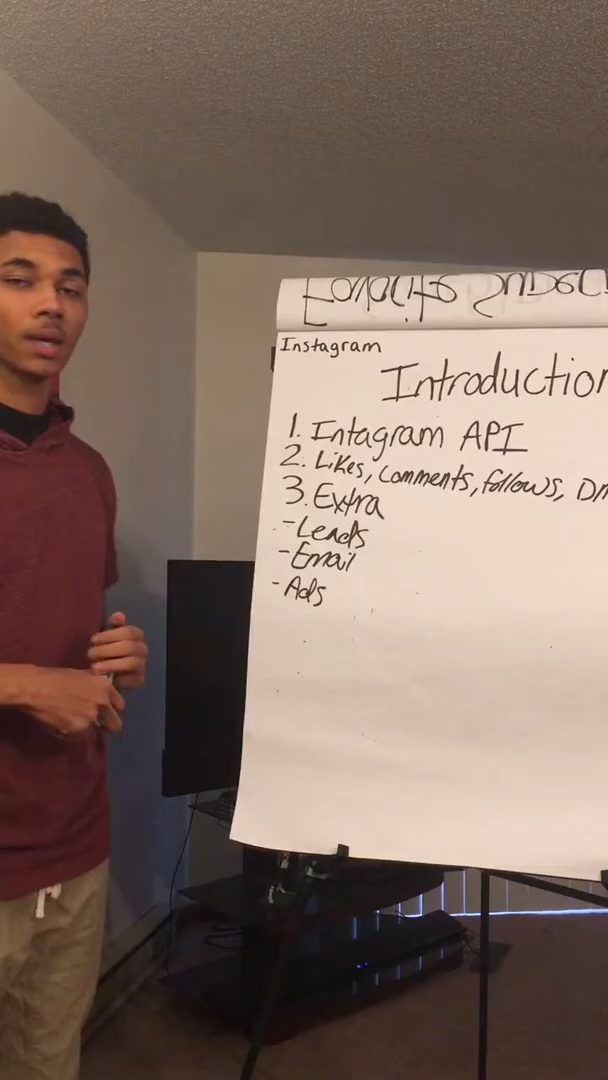 Instagram
Introduction
1. Intagram API
2. Likes, Comments, follows, DM
3. Extra
- Leads
- Email
- Ads